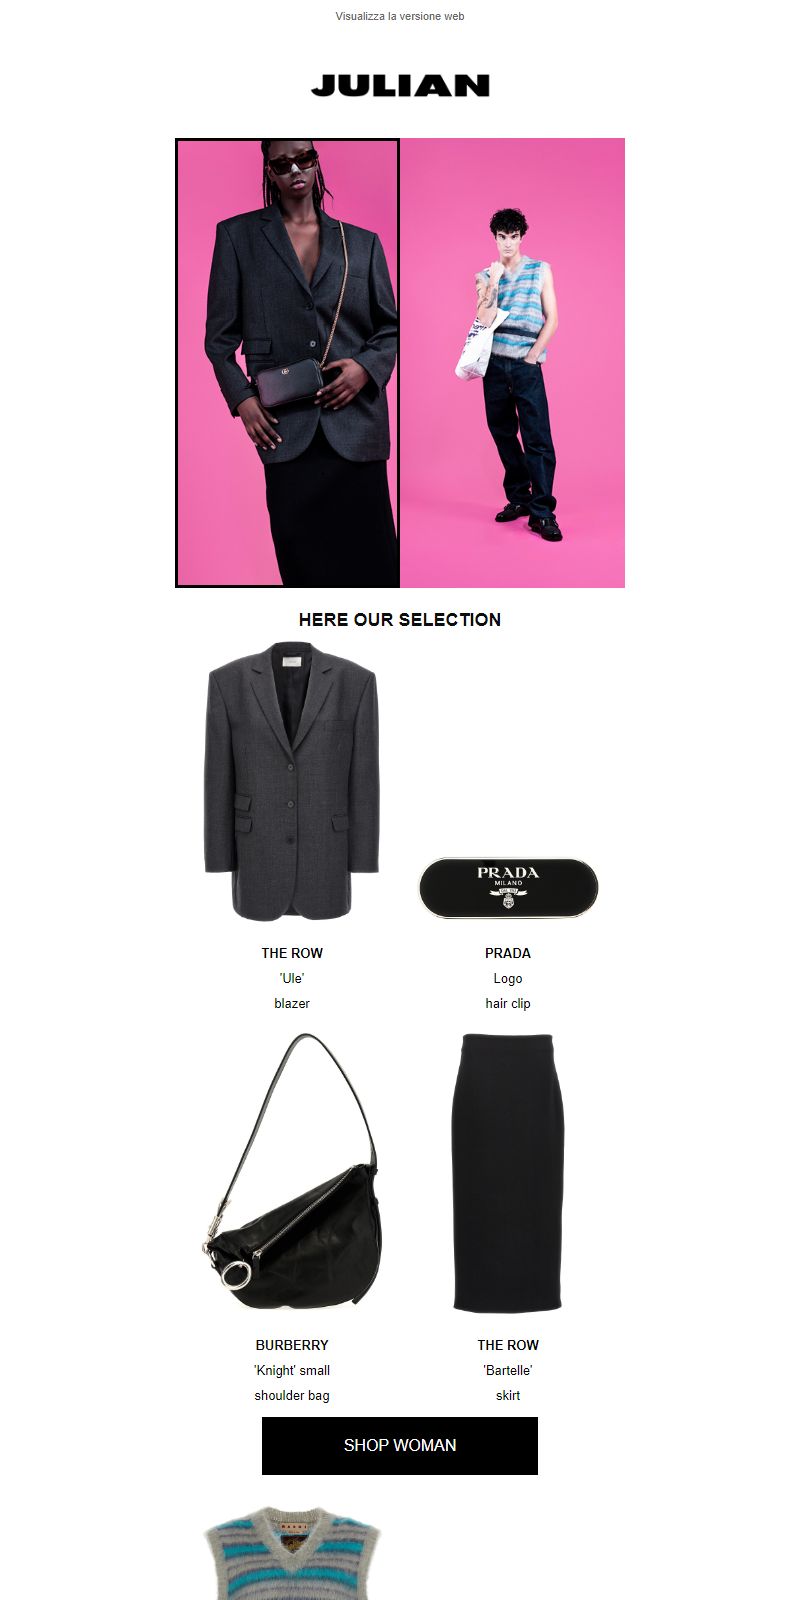 Visualizza la versione web
JULIAN
HERE OUR SELECTION
PRADA
MILANO
THE ROW
'Ule'
blazer
PRADA
Logo
hair clip
BURBERRY
'Knight' small
shoulder bag
THE ROW
'Bartelle'
skirt
SHOP WOMAN
MARNI